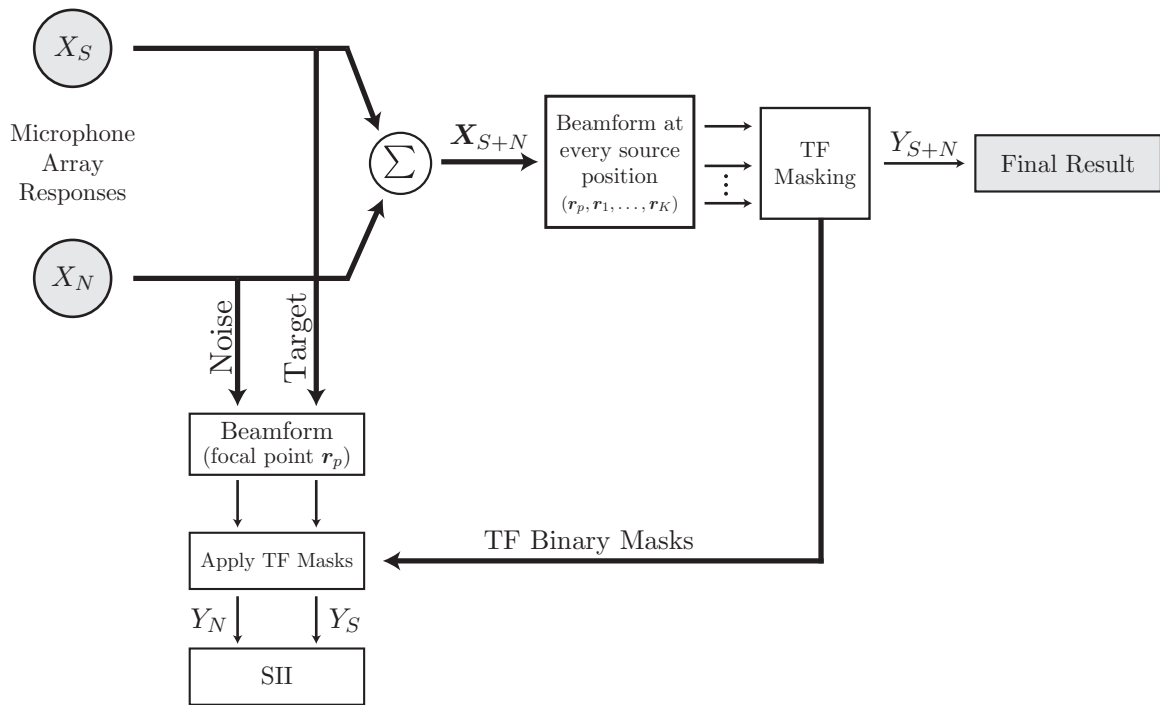 X_S
Microphone
Array
Responses
X_N
∑
X_{S+N}
Beamform at
every source
position
(r_p, r_1, . . . , r_K)
TF
Masking
Y_{S+N}
Final Result
Noise
Target
Beamform
(focal point r_p)
TF Binary Masks
Apply TF Masks
Y_N
Y_S
SII